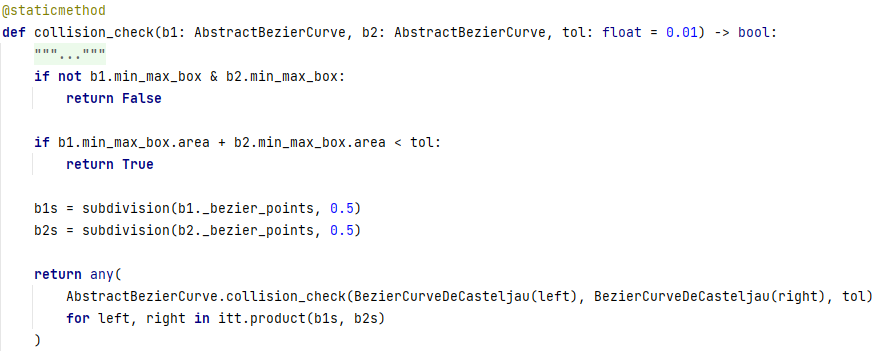 @staticmethod
def collision_check(b1: AbstractBezierCurve, b2: AbstractBezierCurve, tol: float = 0.01) -> bool:
    """..."""
    if not b1.min_max_box & b2.min_max_box:
        return False

    if b1.min_max_box.area + b2.min_max_box.area < tol:
        return True

    b1s = subdivision(b1._bezier_points, 0.5)
    b2s = subdivision(b2._bezier_points, 0.5)

    return any(
        AbstractBezierCurve.collision_check(BezierCurveDeCasteljau(left), BezierCurveDeCasteljau(right), tol)
        for left, right in itt.product(b1s, b2s)
    )